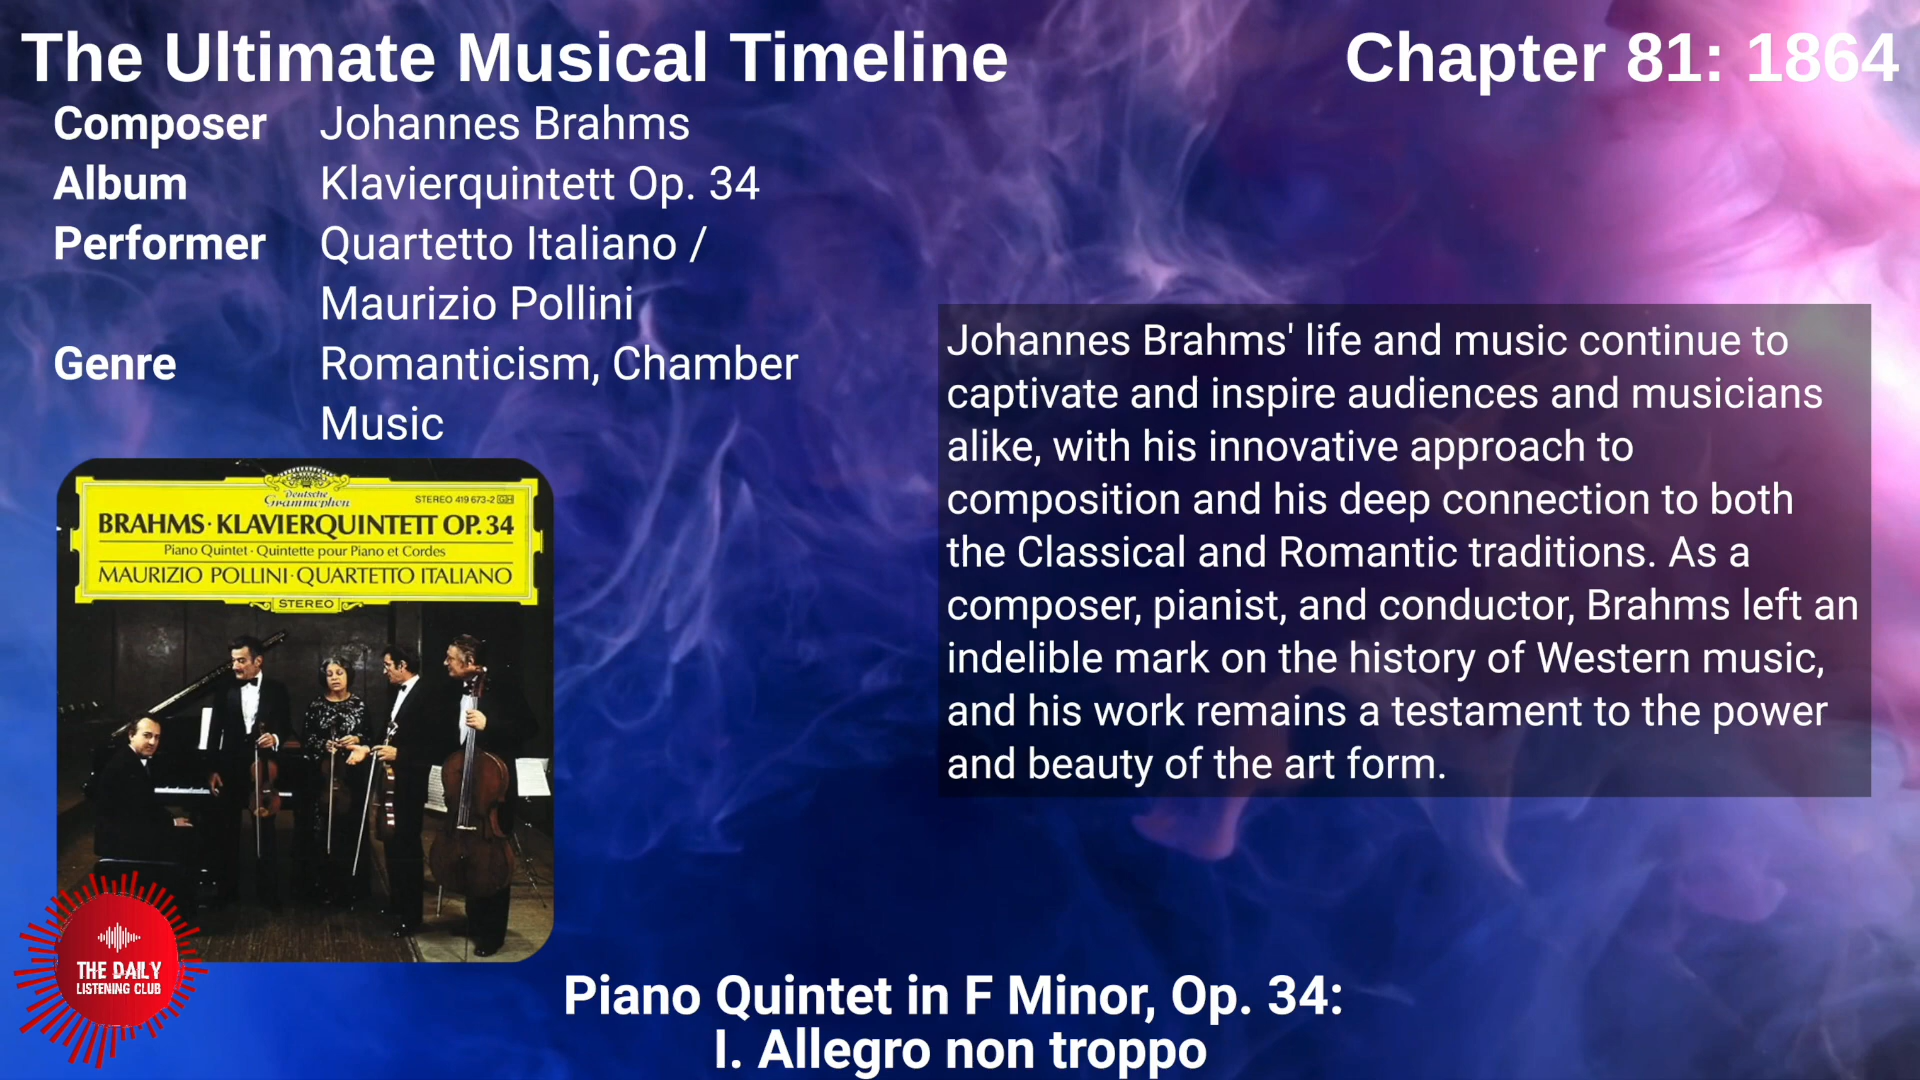 The Ultimate Musical Timeline
Chapter 81: 1864
Composer Johannes Brahms
Album Klavierquintett Op. 34
Performer Quartetto Italiano /
Maurizio Pollini
Genre Romanticism, Chamber
Music
Deutsche
Grammophon
STEREO 419 673-2 GH
BRAHMS · KLAVIERQUINTETT OP. 34
Piano Quintet · Quintette pour Piano et Cordes
MAURIZIO POLLINI · QUARTETTO ITALIANO
STEREO
THE DAILY
LISTENING CLUB
Johannes Brahms' life and music continue to
captivate and inspire audiences and musicians
alike, with his innovative approach to
composition and his deep connection to both
the Classical and Romantic traditions. As a
composer, pianist, and conductor, Brahms left an
indelible mark on the history of Western music,
and his work remains a testament to the power
and beauty of the art form.
Piano Quintet in F Minor, Op. 34:
I. Allegro non troppo